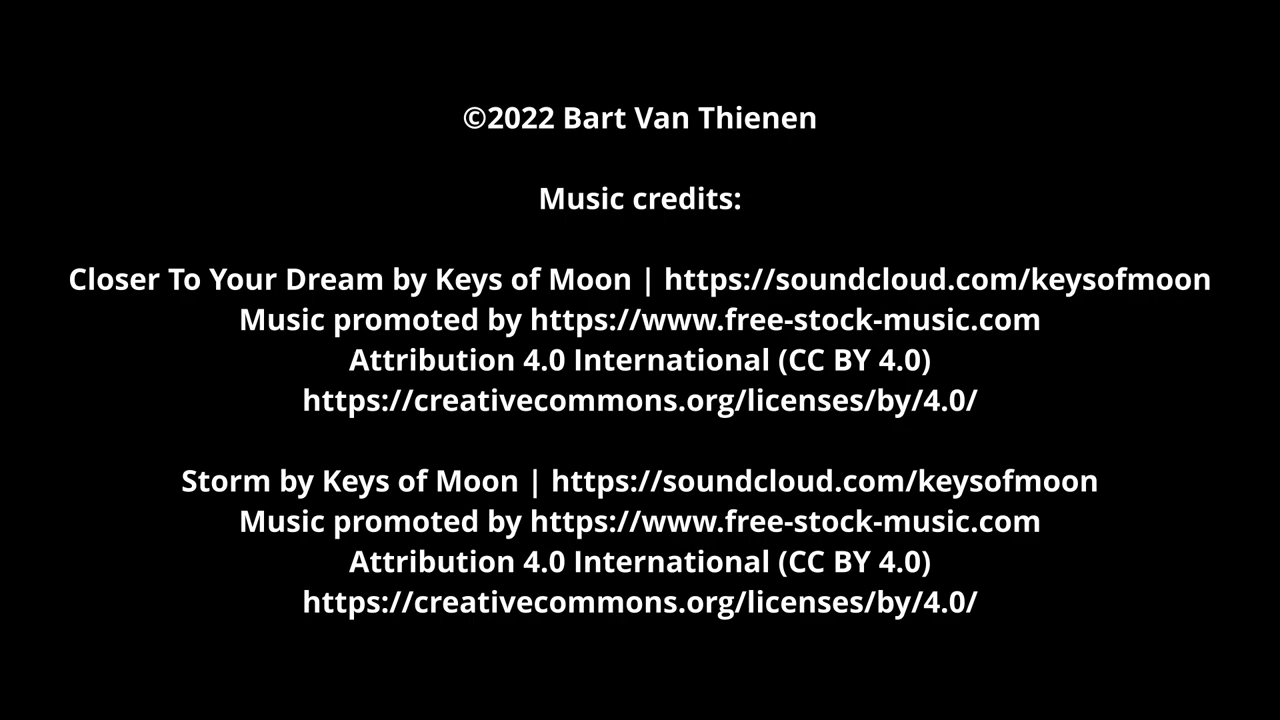 ©2022 Bart Van Thienen
Music credits:
Closer To Your Dream by Keys of Moon | https://soundcloud.com/keysofmoon
Music promoted by https://www.free-stock-music.com
Attribution 4.0 International (CC BY 4.0)
https://creativecommons.org/licenses/by/4.0/
Storm by Keys of Moon | https://soundcloud.com/keysofmoon
Music promoted by https://www.free-stock-music.com
Attribution 4.0 International (CC BY 4.0)
https://creativecommons.org/licenses/by/4.0/